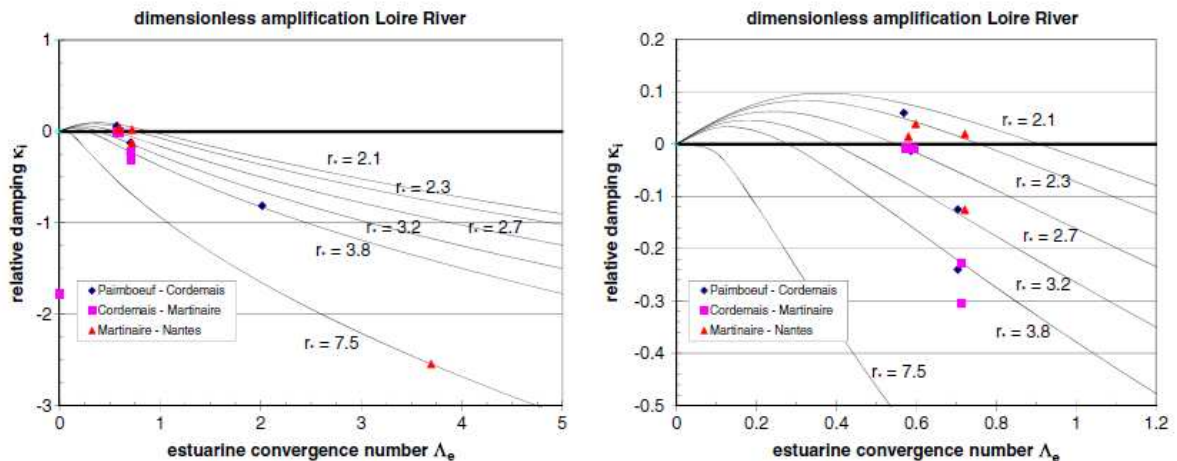 dimensionless amplification Loire River
relative damping κi
1
0
-1
-2
-3
r* = 2.1
r* = 2.3
r* = 2.7
r* = 3.2
r* = 3.8
r* = 7.5
Paimboeuf - Cordemais
Cordemais - Martinaire
Martinaire - Nantes
0 1 2 3 4 5
estuarine convergence number Λe
dimensionless amplification Loire River
relative damping κi
0.2
0.1
0
-0.1
-0.2
-0.3
-0.4
-0.5
r* = 2.1
r* = 2.3
r* = 2.7
r* = 3.2
r* = 3.8
r* = 7.5
Paimboeuf - Cordemais
Cordemais - Martinaire
Martinaire - Nantes
0 0.2 0.4 0.6 0.8 1 1.2
estuarine convergence number Λe